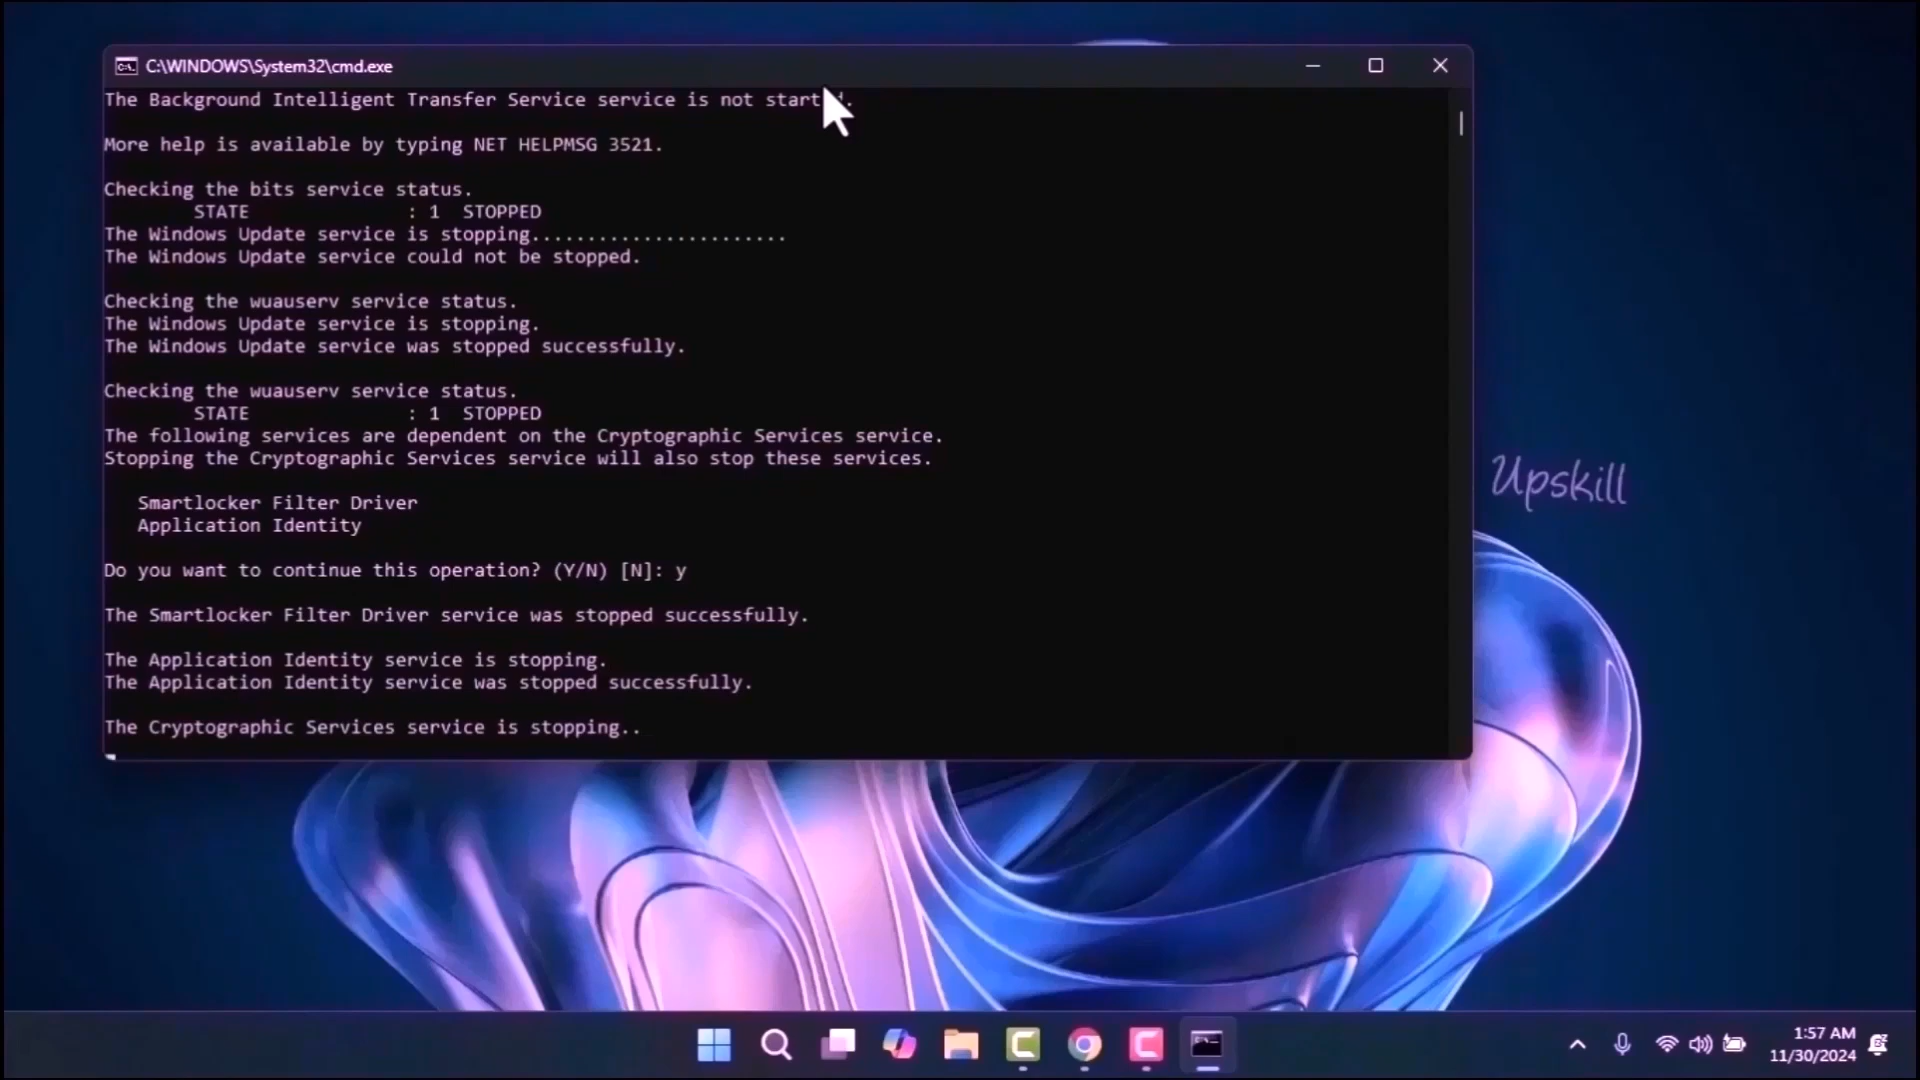 C:\WINDOWS\System32\cmd.exe
The Background Intelligent Transfer Service service is not
More help is available by typing NET HELPMSG 3521.
Checking the bits service status.
STATE : 1 STOPPED
The Windows Update service is stopping.......................
The Windows Update service could not be stopped.
Checking the wuauserv service status.
The Windows Update service is stopping.
The Windows Update service was stopped successfully.
Checking the wuauserv service status.
STATE : 1 STOPPED
The following services are dependent on the Cryptographic Services service.
Stopping the Cryptographic Services service will also stop these services.
Smartlocker Filter Driver
Application Identity
Do you want to continue this operation? (Y/N) [N]: y
The Smartlocker Filter Driver service was stopped successfully.
The Application Identity service is stopping.
The Application Identity service was stopped successfully.
The Cryptographic Services service is stopping..
Upskill
1:57 AM
11/30/2024